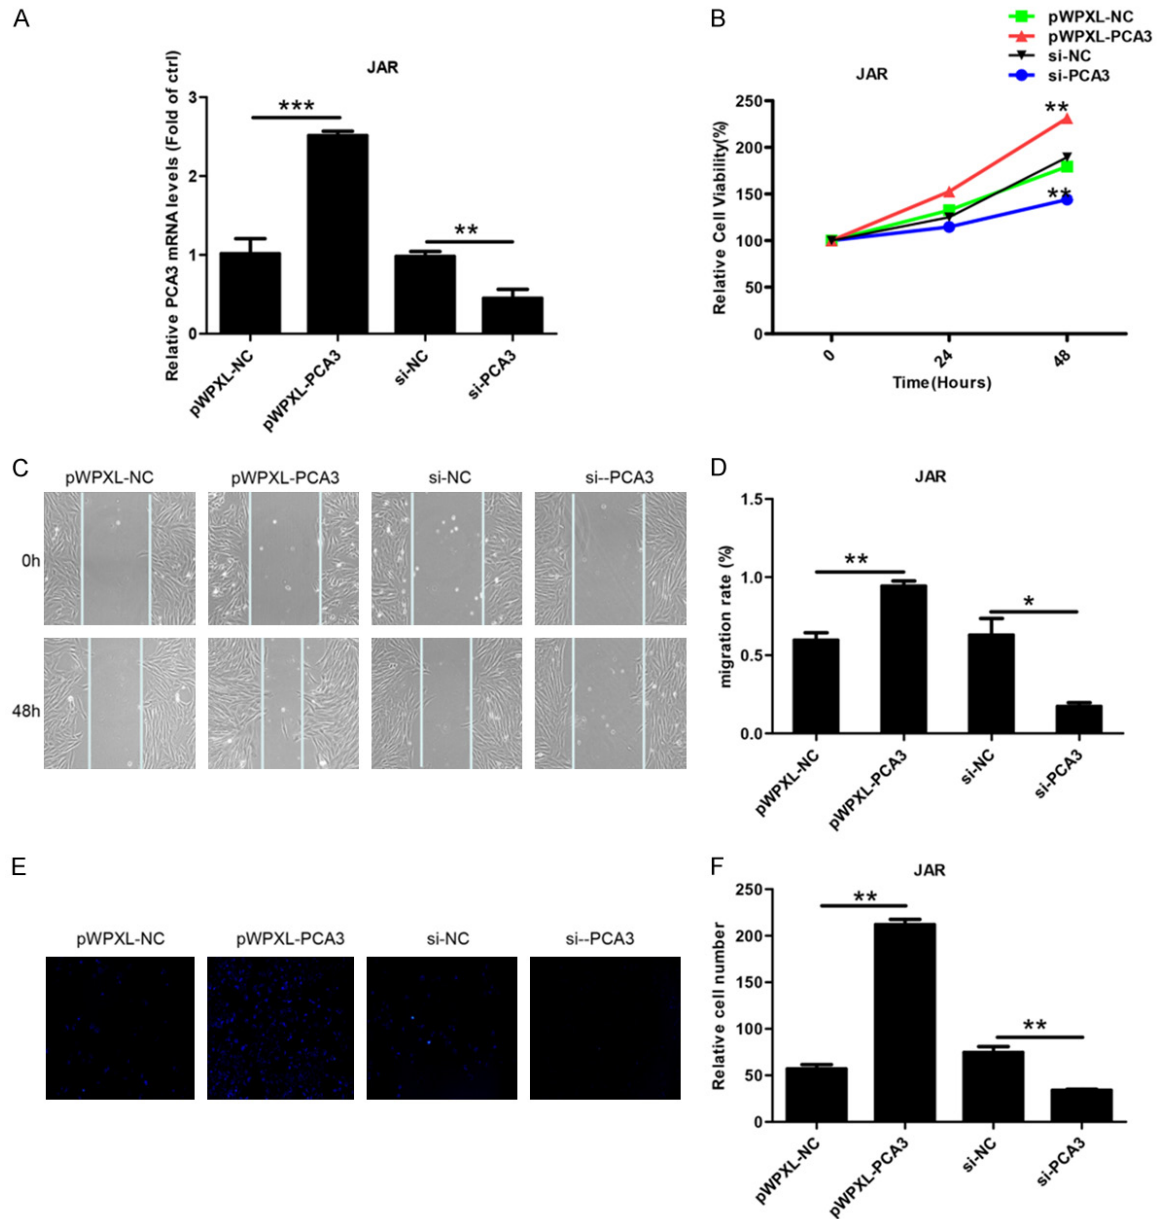 A
JAR
Relative PCA3 mRNA levels (Fold of ctrl)
3
2
1
0
***
**
pWPXL-NC
pWPXL-PCA3
si-NC
si-PCA3
B
pWPXL-NC
pWPXL-PCA3
si-NC
si-PCA3
JAR
Relative Cell Viability(%)
250
200
150
100
50
0
**
**
0
24
48
Time(Hours)
C
pWPXL-NC
pWPXL-PCA3
si-NC
si--PCA3
0h
48h
D
JAR
migration rate (%)
1.5
1.0
0.5
0.0
**
*
pWPXL-NC
pWPXL-PCA3
si-NC
si-PCA3
E
pWPXL-NC
pWPXL-PCA3
si-NC
si--PCA3
F
JAR
Relative cell number
250
200
150
100
50
0
**
**
pWPXL-NC
pWPXL-PCA3
si-NC
si-PCA3